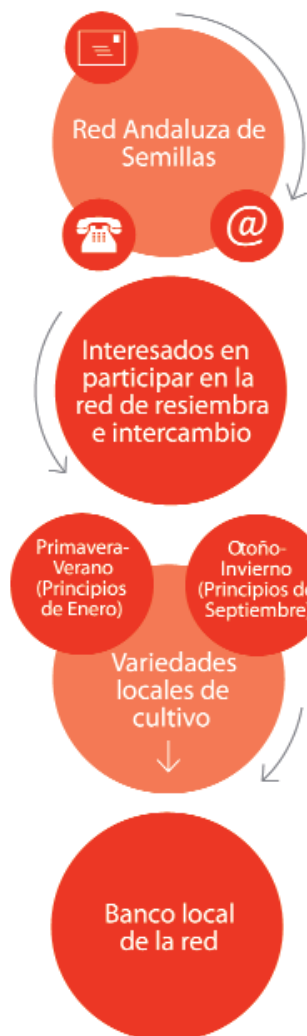 Red Andaluza de
Semillas
@
Interesados en
participar en la
red de resiembra
e intercambio
Primavera-
Verano
(Principios
de Enero)
Otoño-
Invierno
(Principios de
Septiembre
Variedades
locales de
cultivo
Banco local
de la red